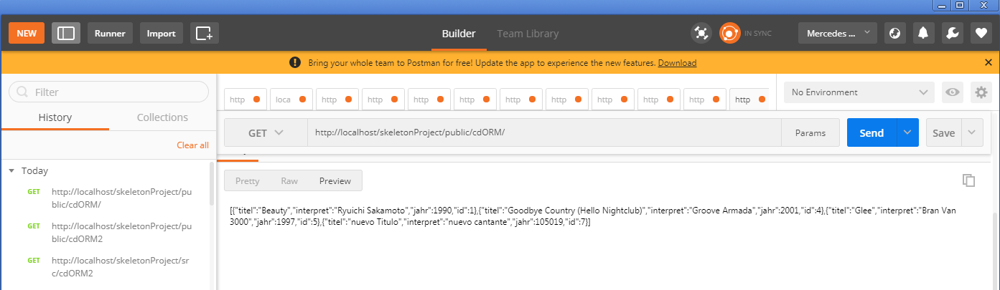 NEW Runner Import Builder Team Library IN SYNC Mercedes ...
Bring your whole team to Postman for free! Update the app to experience the new features. Download
Filter
http loca http http http http http http http http http http
No Environment
History Collections
GET http://localhost/skeletonProject/public/cdORM/ Params Send Save
Clear all
Today
Pretty Raw Preview
GET http://localhost/skeletonProject/pu
blic/cdORM/
[{"titel":"Beauty","interpret":"Ryuichi Sakamoto","jahr":1990,"id":1},{"titel":"Goodbye Country (Hello Nightclub)","interpret":"Groove Armada","jahr":2001,"id":4},{"titel":"Glee","interpret":"Bran Van
3000","jahr":1997,"id":5},{"titel":"nuevo Titulo","interpret":"nuevo cantante","jahr":105019,"id":7}]
GET http://localhost/skeletonProject/pu
blic/cdORM2
GET http://localhost/skeletonProject/sr
c/cdORM2